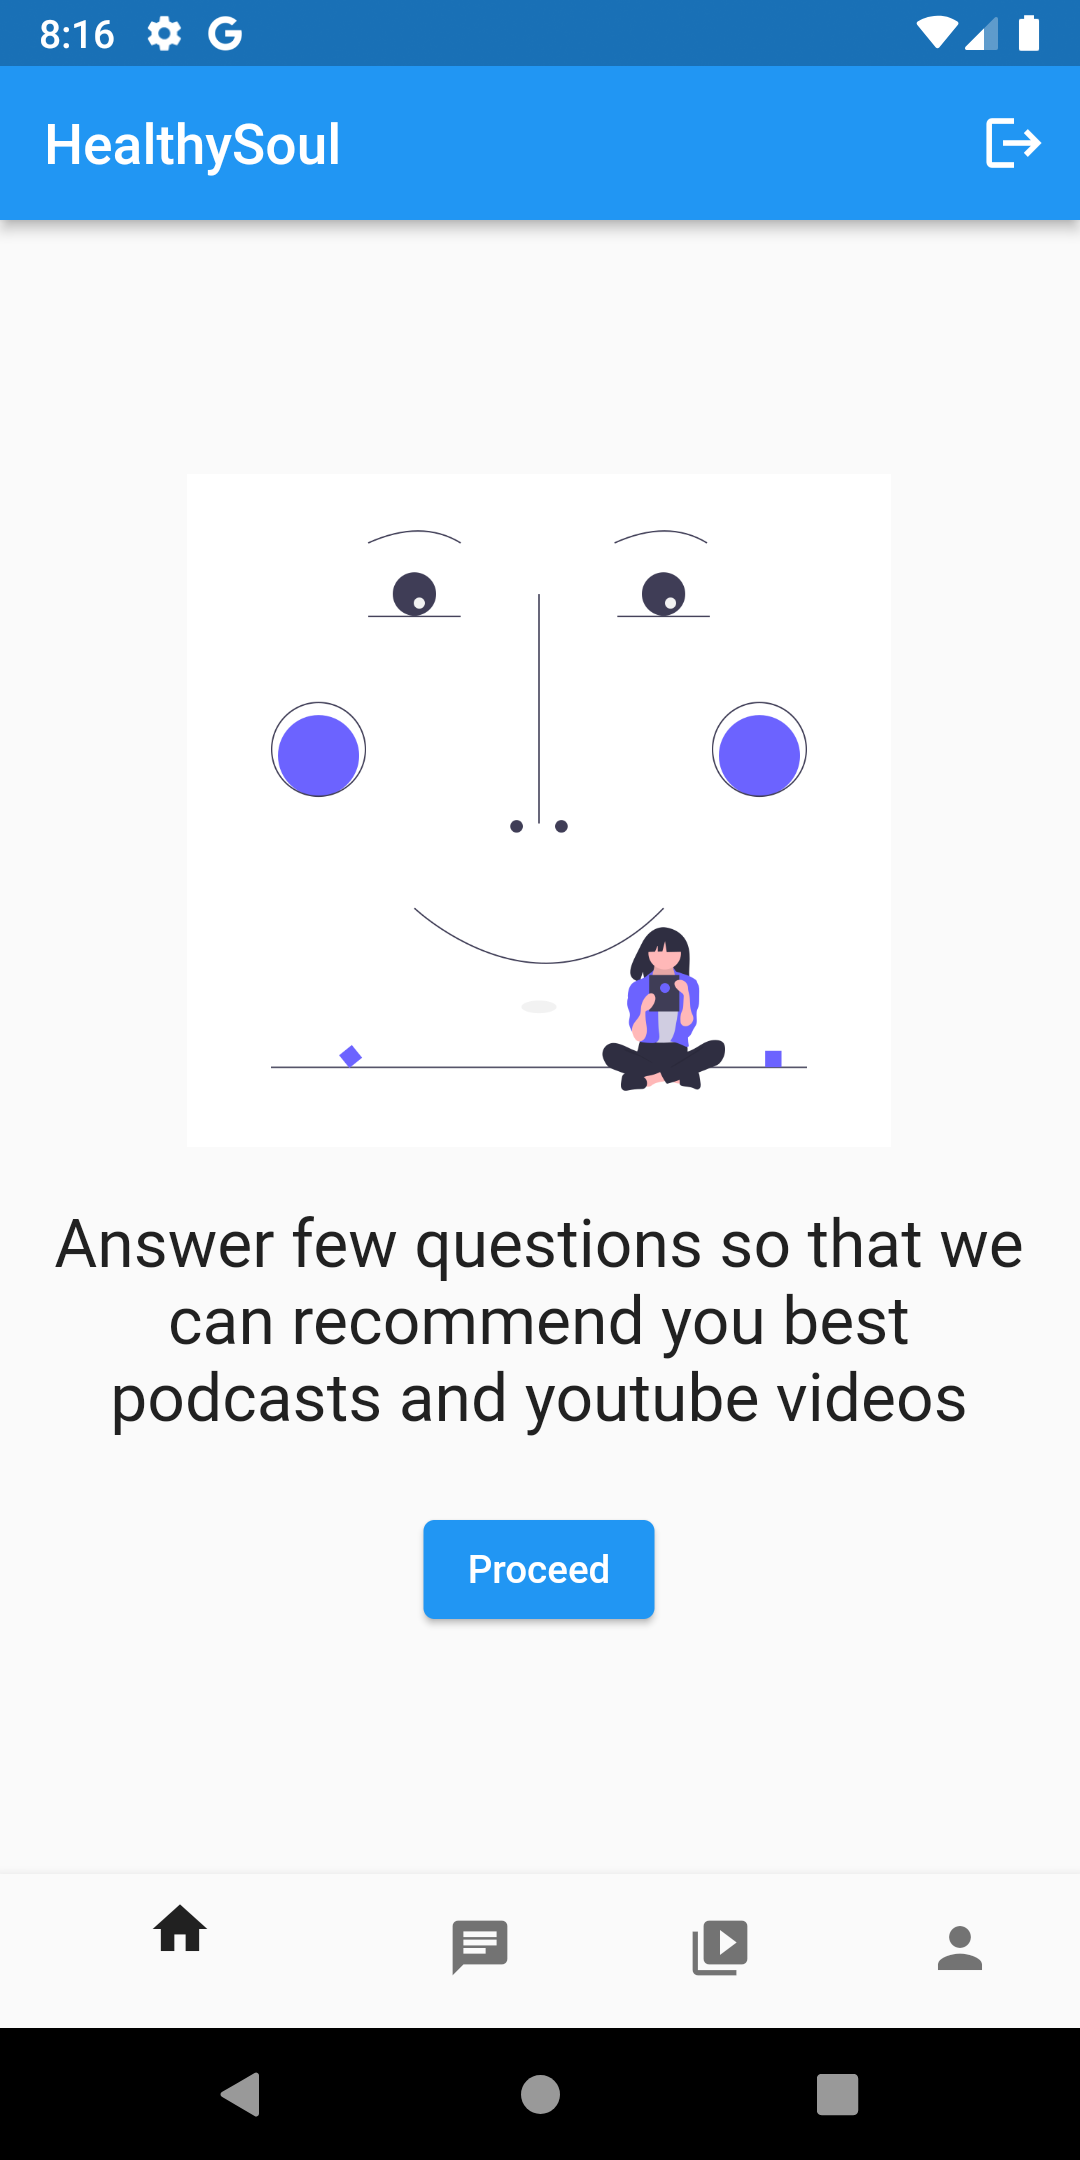 8:16
HealthySoul
Answer few questions so that we
can recommend you best
podcasts and youtube videos
Proceed